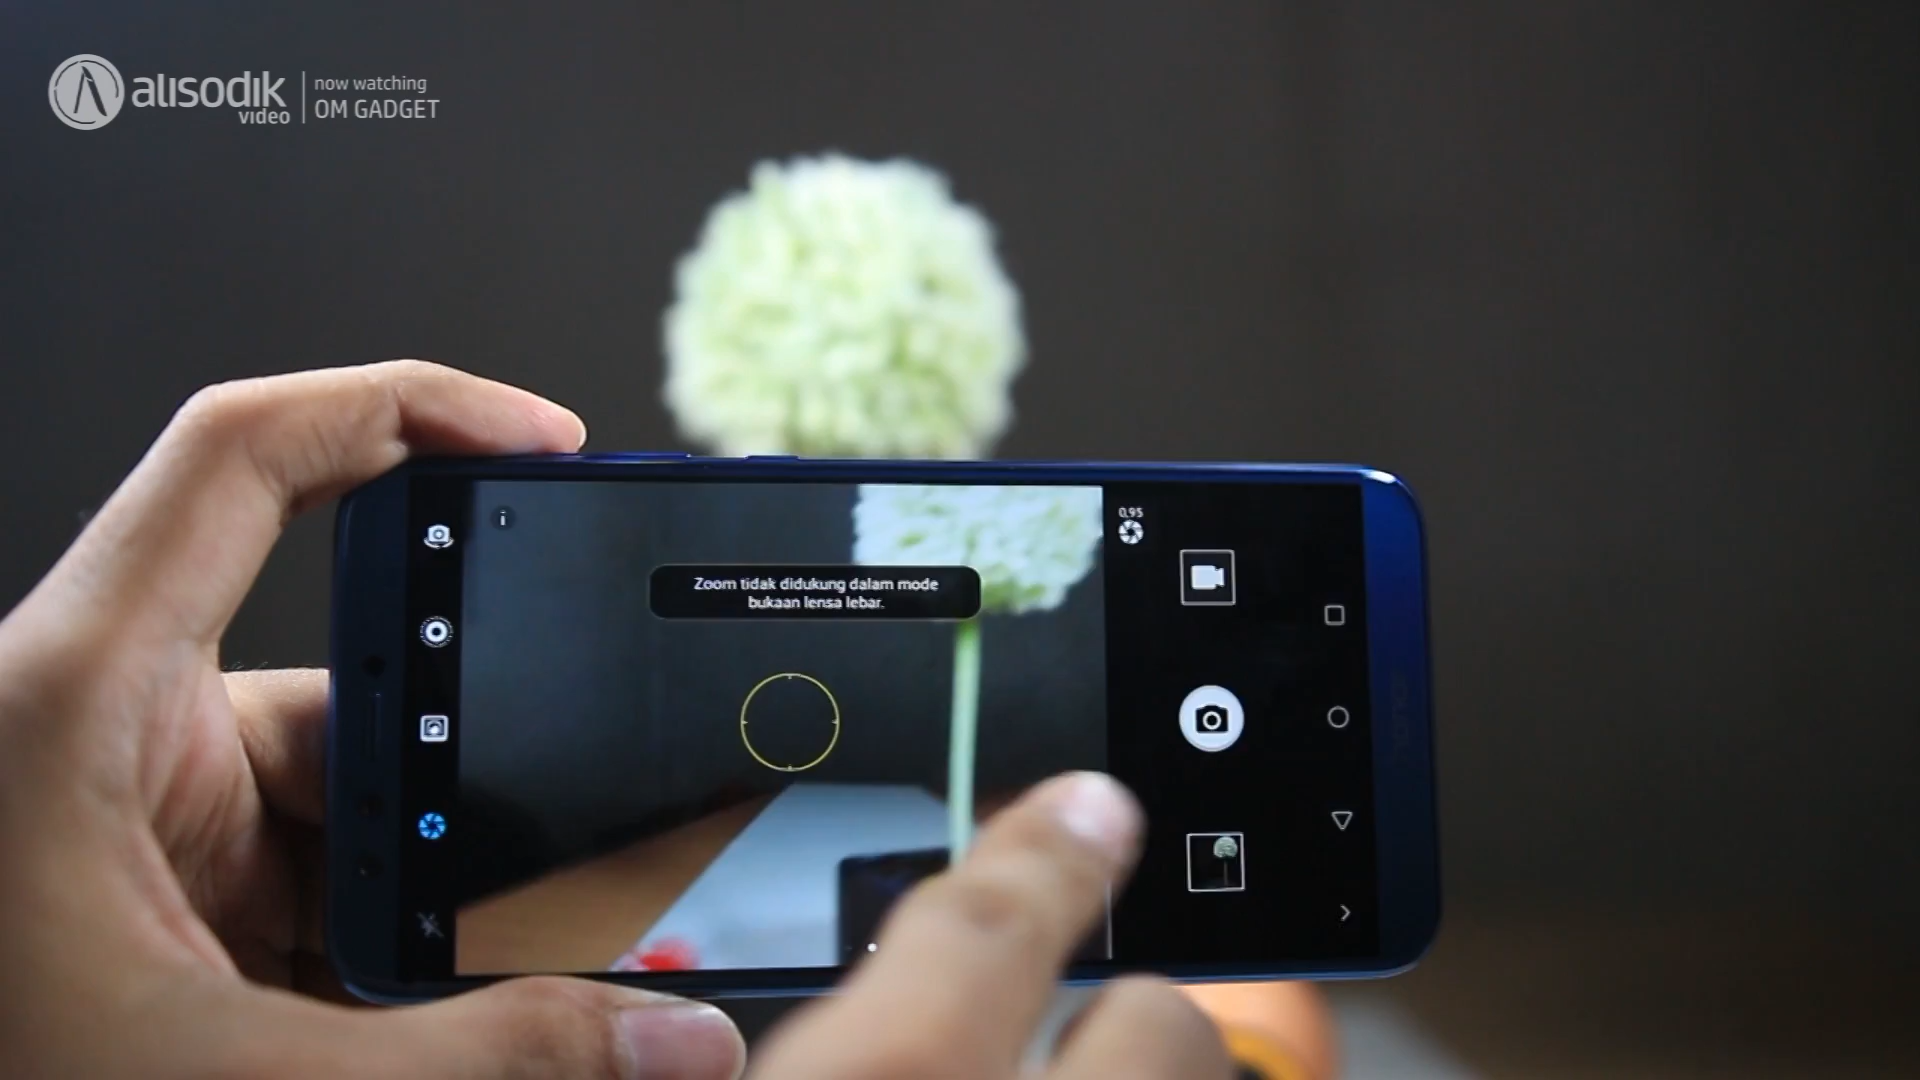 alisodik
video
now watching
OM GADGET
i
0,95
Zoom tidak didukung dalam mode
bukaan lensa lebar.